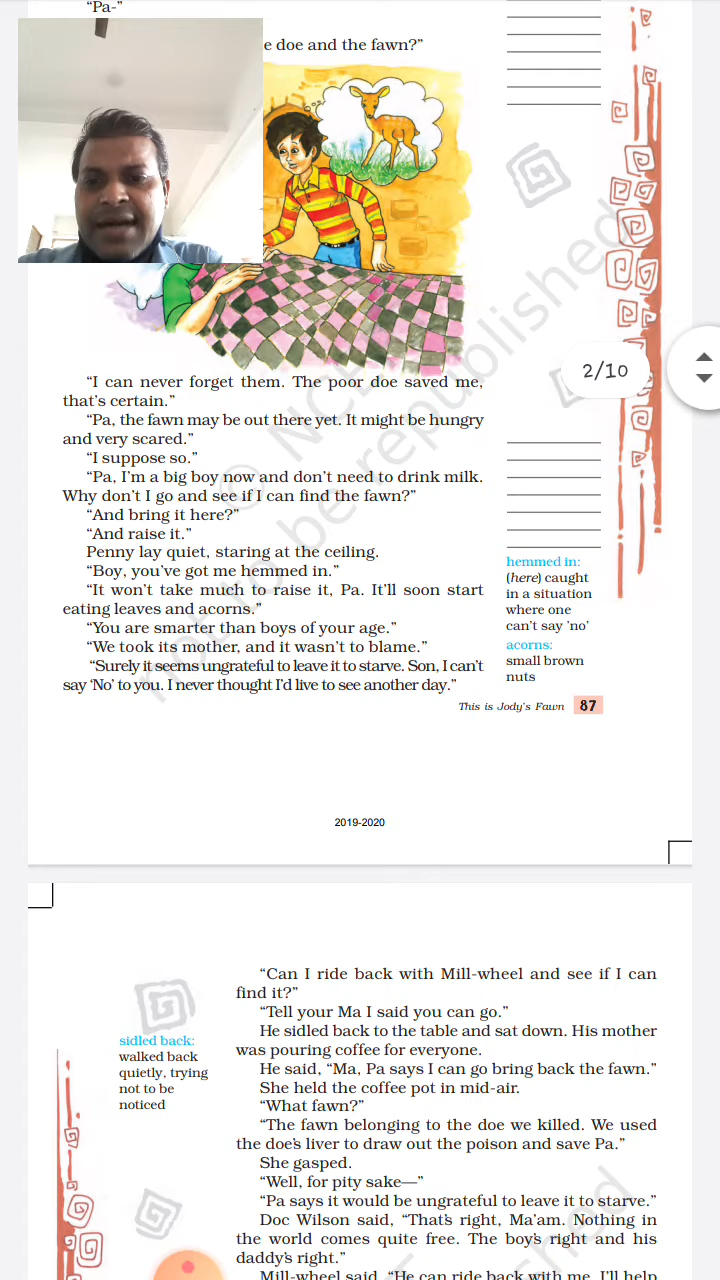 “Pa-”
e doe and the fawn?”
“I can never forget them. The poor doe saved me,
that’s certain.”
2/10
“Pa, the fawn may be out there yet. It might be hungry
and very scared.”
“I suppose so.”
“Pa, I’m a big boy now and don’t need to drink milk.
Why don’t I go and see if I can find the fawn?”
“And bring it here?”
“And raise it.”
Penny lay quiet, staring at the ceiling.
“Boy, you’ve got me hemmed in.”
“It won’t take much to raise it, Pa. It’ll soon start
eating leaves and acorns.”
“You are smarter than boys of your age.”
“We took its mother, and it wasn’t to blame.”
“Surely it seems ungrateful to leave it to starve. Son, I can’t
say ‘No’ to you. I never thought I’d live to see another day.”
hemmed in:
(here) caught
in a situation
where one
can’t say ’no’
acorns:
small brown
nuts
This is Jody’s Fawn 87
not to be republished
2019-2020
“Can I ride back with Mill-wheel and see if I can
find it?”
“Tell your Ma I said you can go.”
He sidled back to the table and sat down. His mother
was pouring coffee for everyone.
He said, “Ma, Pa says I can go bring back the fawn.”
She held the coffee pot in mid-air.
“What fawn?”
“The fawn belonging to the doe we killed. We used
the doe’s liver to draw out the poison and save Pa.”
She gasped.
“Well, for pity sake—”
“Pa says it would be ungrateful to leave it to starve.”
Doc Wilson said, “That’s right, Ma’am. Nothing in
the world comes quite free. The boy’s right and his
daddy’s right.”
Mill-wheel said, “He can ride back with me. I’ll help
sidled back:
walked back
quietly, trying
not to be
noticed